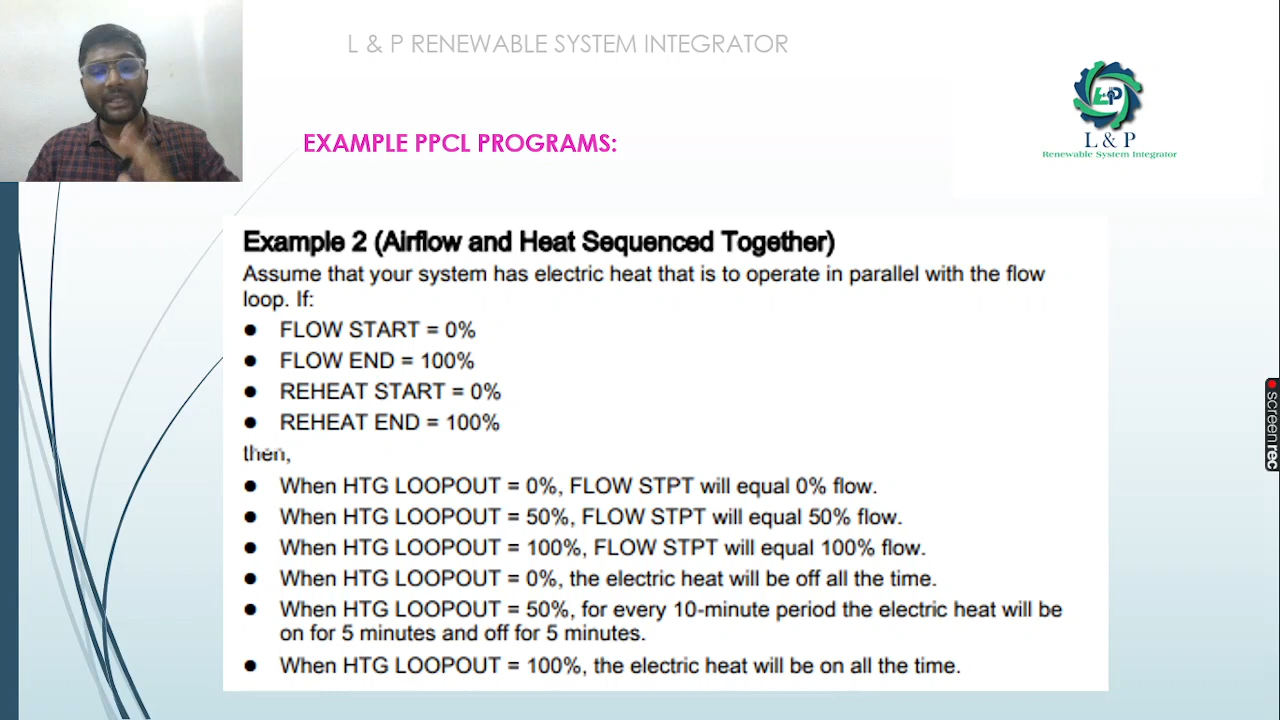 L & P RENEWABLE SYSTEM INTEGRATOR
L & P
Renewable System Integrator
EXAMPLE PPCL PROGRAMS:
Example 2 (Airflow and Heat Sequenced Together)
Assume that your system has electric heat that is to operate in parallel with the flow
loop. If:
● FLOW START = 0%
● FLOW END = 100%
● REHEAT START = 0%
● REHEAT END = 100%
then,
● When HTG LOOPOUT = 0%, FLOW STPT will equal 0% flow.
● When HTG LOOPOUT = 50%, FLOW STPT will equal 50% flow.
● When HTG LOOPOUT = 100%, FLOW STPT will equal 100% flow.
● When HTG LOOPOUT = 0%, the electric heat will be off all the time.
● When HTG LOOPOUT = 50%, for every 10-minute period the electric heat will be
on for 5 minutes and off for 5 minutes.
● When HTG LOOPOUT = 100%, the electric heat will be on all the time.
screenrec